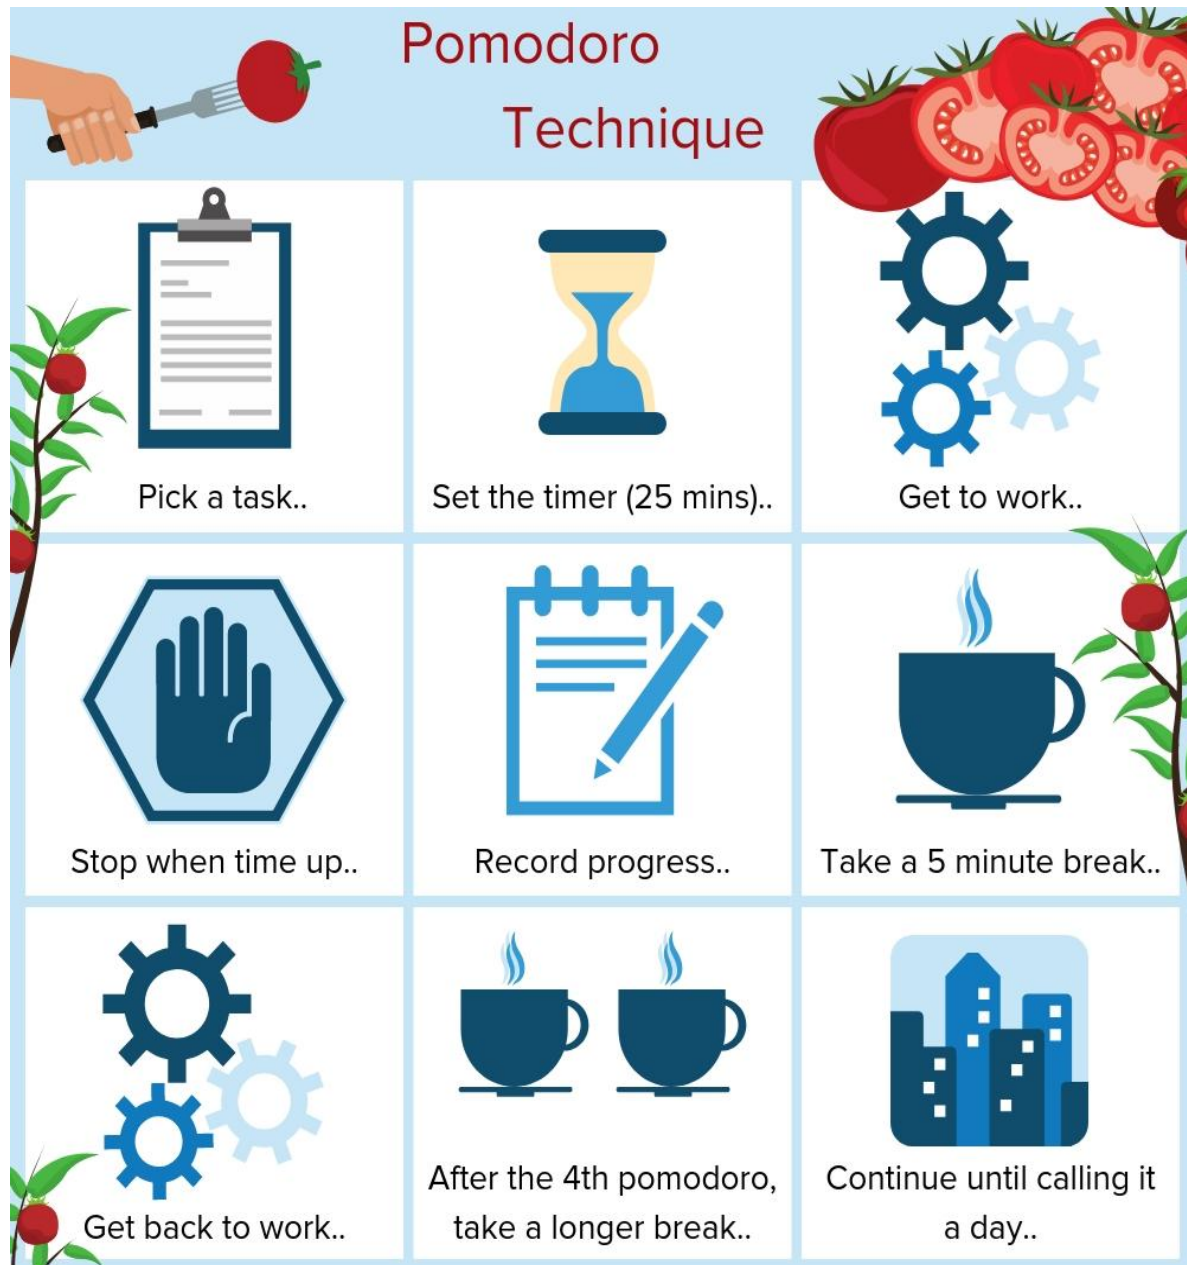 Pomodoro
Technique
Pick a task..
Set the timer (25 mins)..
Get to work..
Stop when time up..
Record progress..
Take a 5 minute break..
Get back to work..
After the 4th pomodoro,
take a longer break..
Continue until calling it
a day..